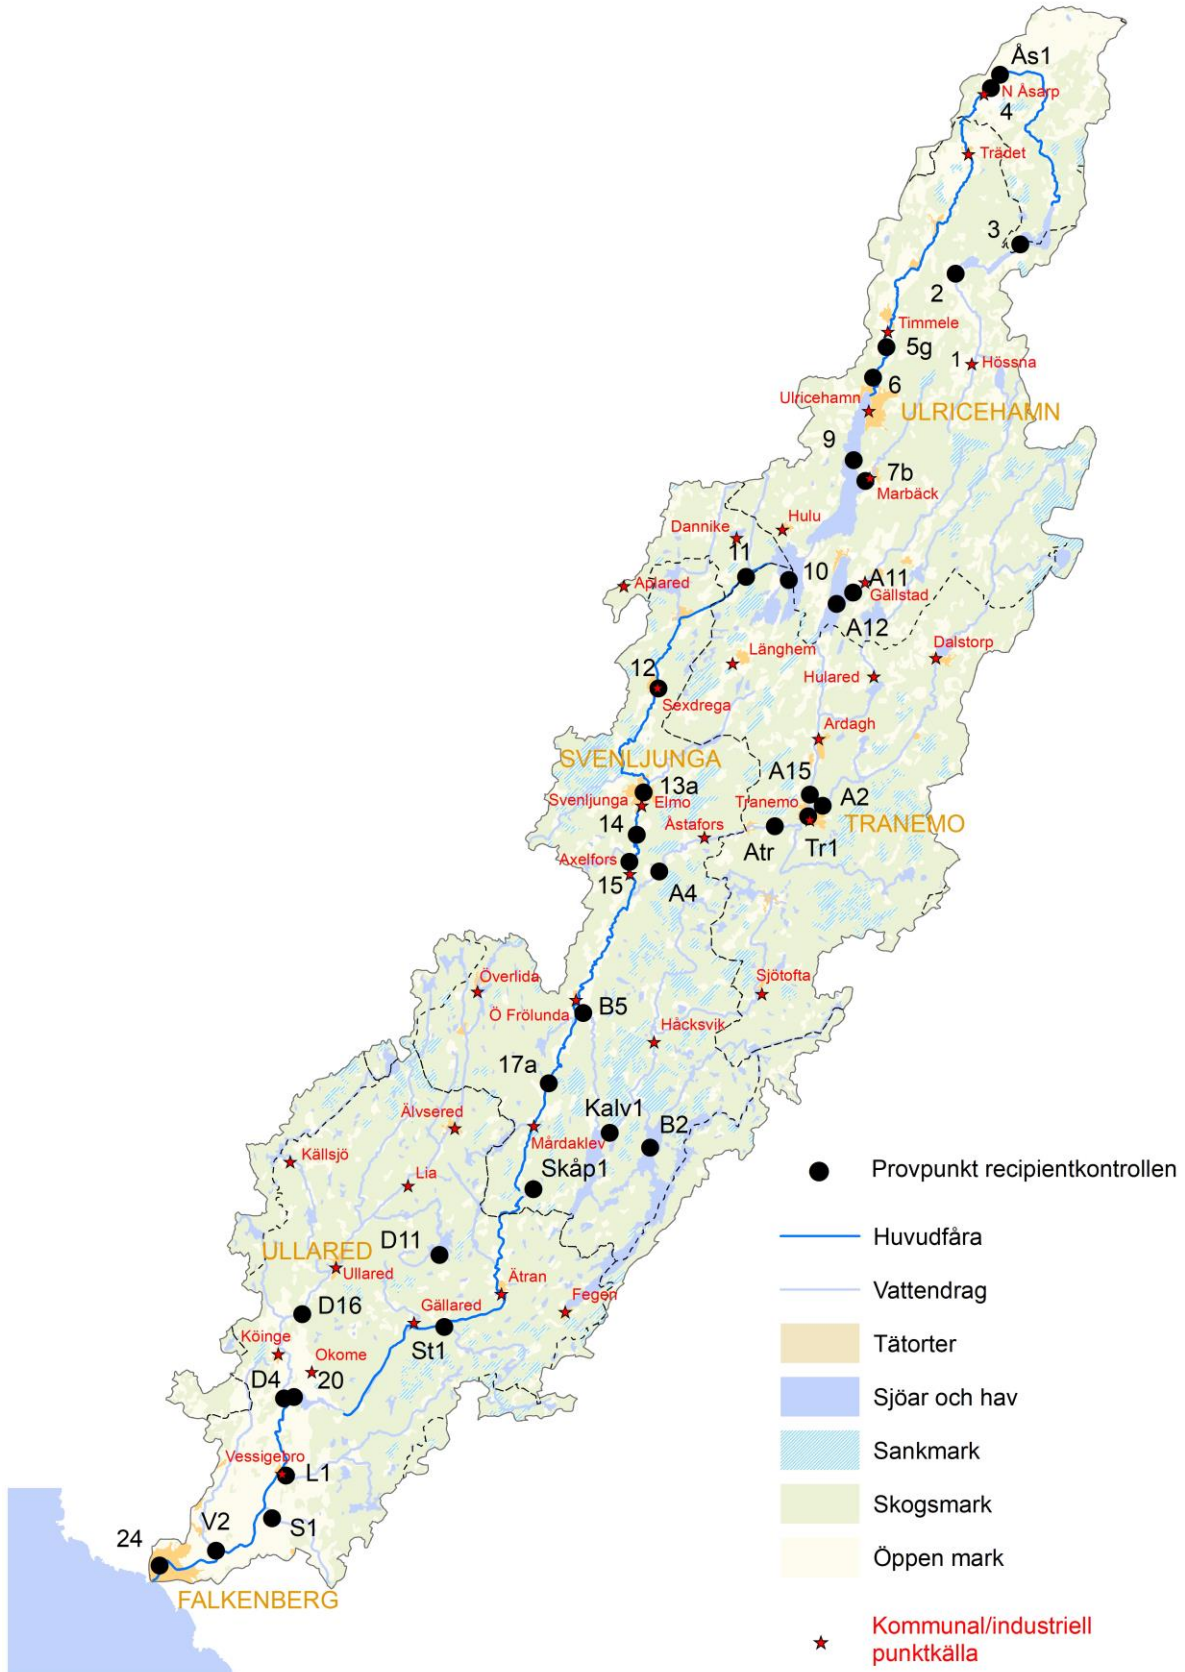 Ås1
N Åsarp
4
Trädet
3
2
Timmele
5g
1
Hössna
6
Ulricehamn
ULRICEHAMN
9
7b
Marbäck
Hulu
Dannike
11
10
Aplared
A11
Gällstad
A12
Länghem
Dalstorp
12
Hulared
Sexdrega
Ardagh
SVENLJUNGA
13a
A15
Svenljunga
Elmo
Tranemo
A2
14
Åstafors
TRANEMO
Atr
Tr1
Axelfors
15
A4
Överlida
Sjötofta
Ö Frölunda
B5
Håcksvik
17a
Kalv1
Älvsered
B2
Mårdaklev
Källsjö
Skåp1
Lia
D11
ULLARED
Ullared
Ätran
D16
Gällared
Fegen
St1
Köinge
Okome
D4
20
Vessigebro
L1
S1
V2
24
FALKENBERG
Provpunkt recipientkontrollen
Huvudfåra
Vattendrag
Tätorter
Sjöar och hav
Sankmark
Skogsmark
Öppen mark
Kommunal/industriell
punktkälla